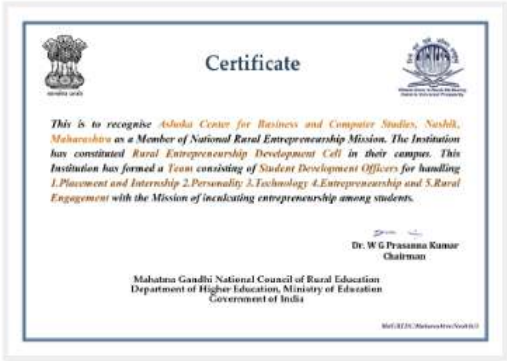 Certificate
This is to recognise Ashoka Center for Business and Computer Studies, Nashik,
Maharashtra as a Member of National Rural Entrepreneurship Mission. The Institution
has constituted Rural Entrepreneurship Development Cell in their campus. This
Institution has formed a Team consisting of Student Development Officers for handling
1.Placement and Internship 2.Personality 3.Technology 4.Entrepreneurship and 5.Rural
Engagement with the Mission of inculcating entrepreneurship among students.
Dr. W G Prasanna Kumar
Chairman
Mahatma Gandhi National Council of Rural Education
Department of Higher Education, Ministry of Education
Government of India